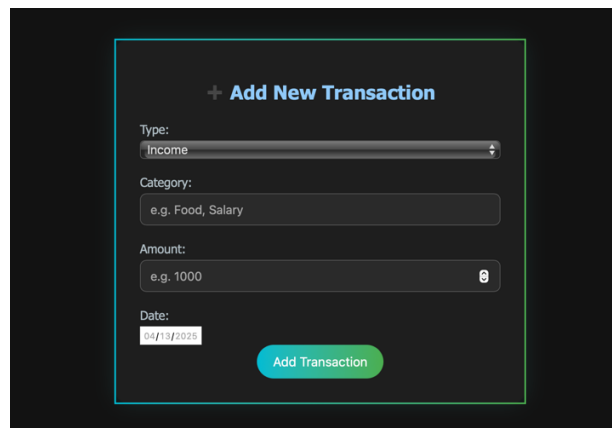 + Add New Transaction
Type:
Income
Category:
e.g. Food, Salary
Amount:
e.g. 1000
Date:
04/13/2025
Add Transaction